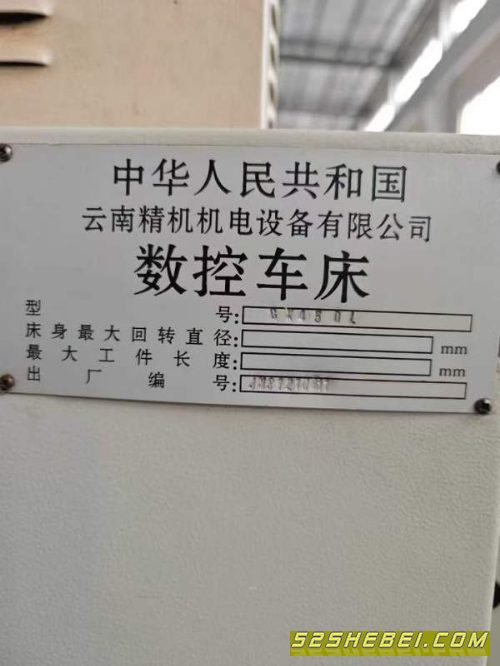 中华人民共和国
云南精机机电设备有限公司
数控车床
型号:
床身最大回转直径: mm
最大工件长度: mm
出厂编号:
52SHEBEI.COM